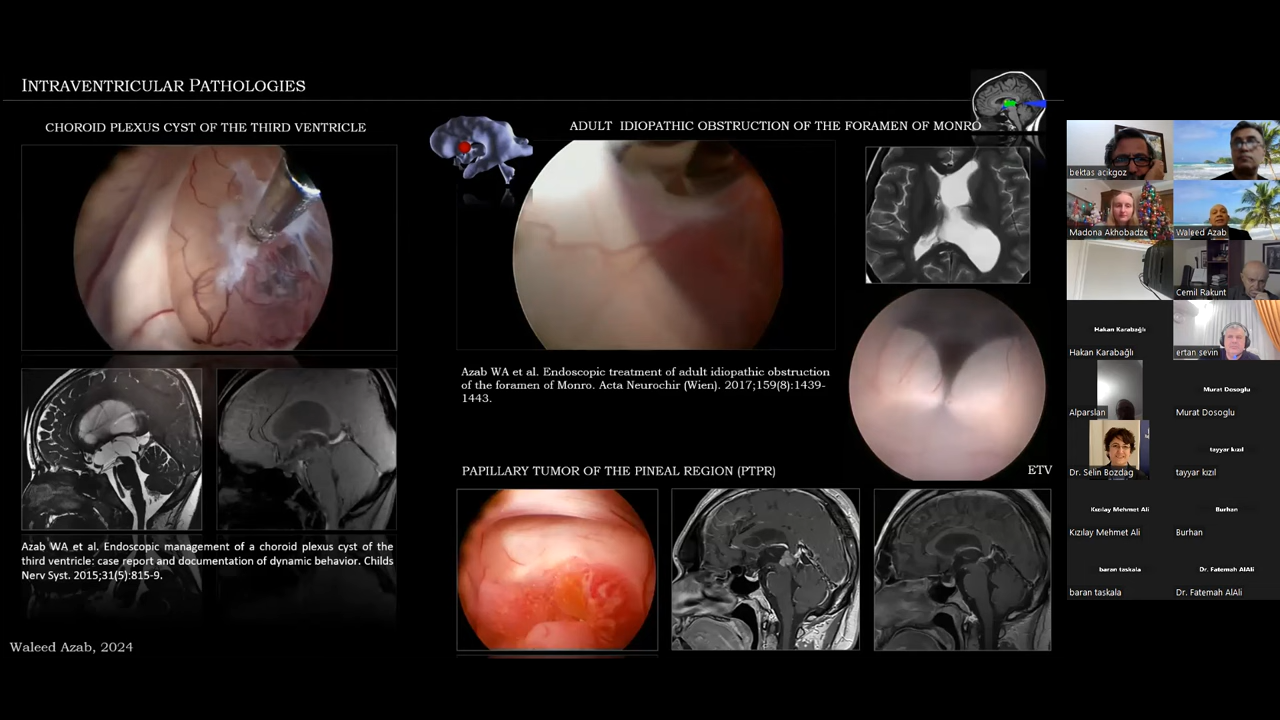 INTRAVENTRICULAR PATHOLOGIES
CHOROID PLEXUS CYST OF THE THIRD VENTRICLE
Azab WA et al. Endoscopic management of a choroid plexus cyst of the
third ventricle: case report and documentation of dynamic behavior. Childs
Nerv Syst. 2015;31(5):815-9.
ADULT IDIOPATHIC OBSTRUCTION OF THE FORAMEN OF MONRO
Azab WA et al. Endoscopic treatment of adult idiopathic obstruction
of the foramen of Monro. Acta Neurochir (Wien). 2017;159(8):1439-
1443.
ETV
PAPILLARY TUMOR OF THE PINEAL REGION (PTPR)
Waleed Azab, 2024
bektas acikgoz
Madona Akhobadze
Waleed Azab
Cemil Rakunt
Hakan Karabağlı
Hakan Karabağlı
ertan sevin
Alparslan
Murat Dosoglu
Murat Dosoglu
Dr. Selin Bozdag
tayyar kızıl
tayyar kızıl
Kızılay Mehmet Ali
Kızılay Mehmet Ali
Burhan
Burhan
baran taskala
baran taskala
Dr. Fatemah AlAli
Dr. Fatemah AlAli